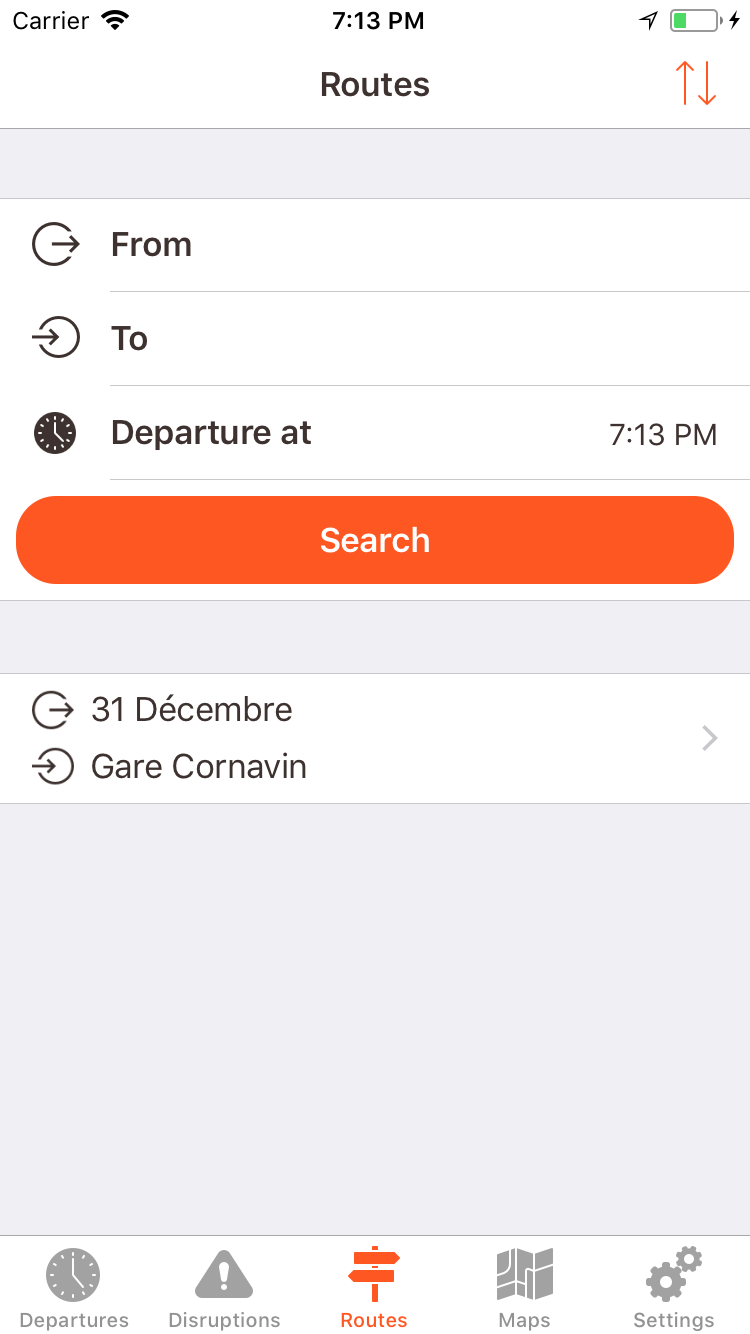 Carrier 7:13 PM
Routes
From
To
Departure at 7:13 PM
Search
31 Décembre
Gare Cornavin
Departures Disruptions Routes Maps Settings